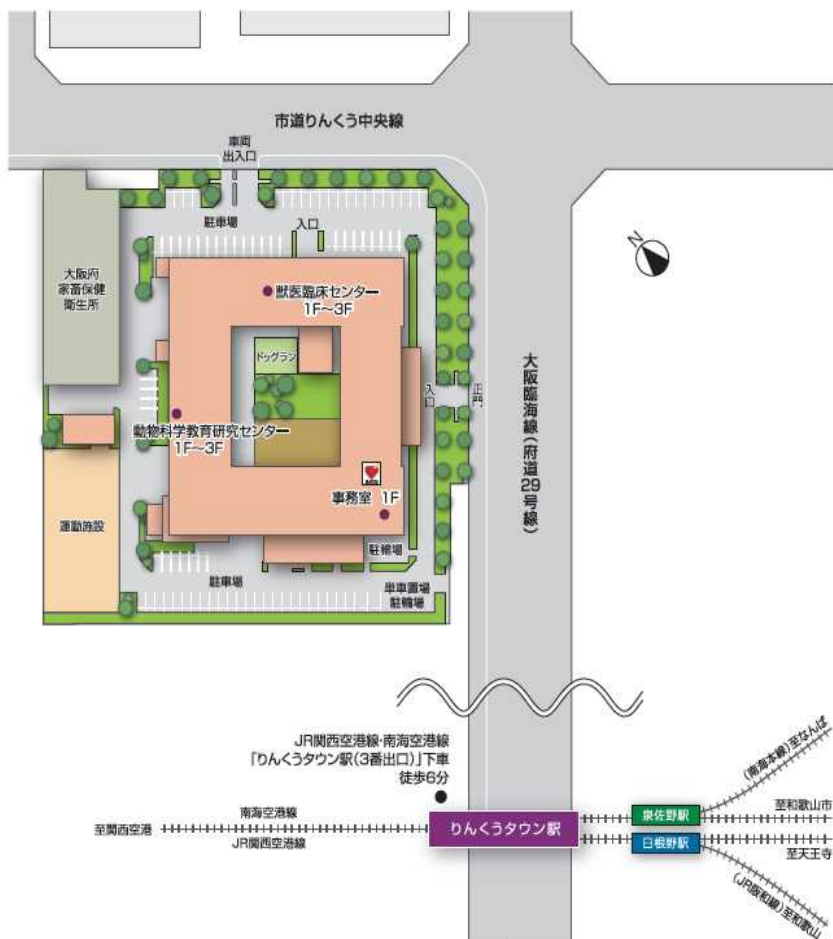 市道りんくう中央線
車両
出入口
駐車場
入口
N
大阪府
家畜保健
衛生所
獣医臨床センター
1F~3F
ドッグラン
入口
正門
大阪臨海線(府道29号線)
動物科学教育研究センター
1F~3F
AED
事務室 1F
運動施設
駐輪場
駐車場
単車置場
駐輪場
JR関西空港線・南海空港線
「りんくうタウン駅(3番出口)」下車
徒歩6分
(南海本線)至なんば
南海空港線
至関西空港
JR関西空港線
りんくうタウン駅
泉佐野駅
至和歌山市
日根野駅
至天王寺
(JR阪和線)至和歌山